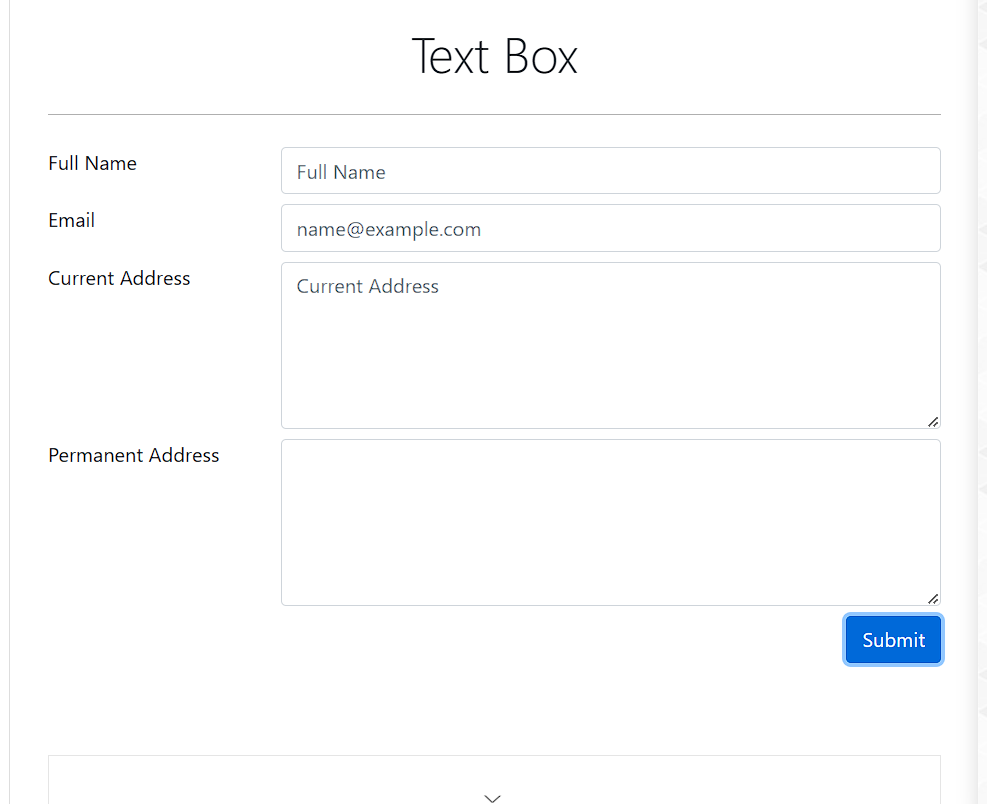 Text Box
Full Name
Full Name
Email
name@example.com
Current Address
Current Address
Permanent Address
Submit